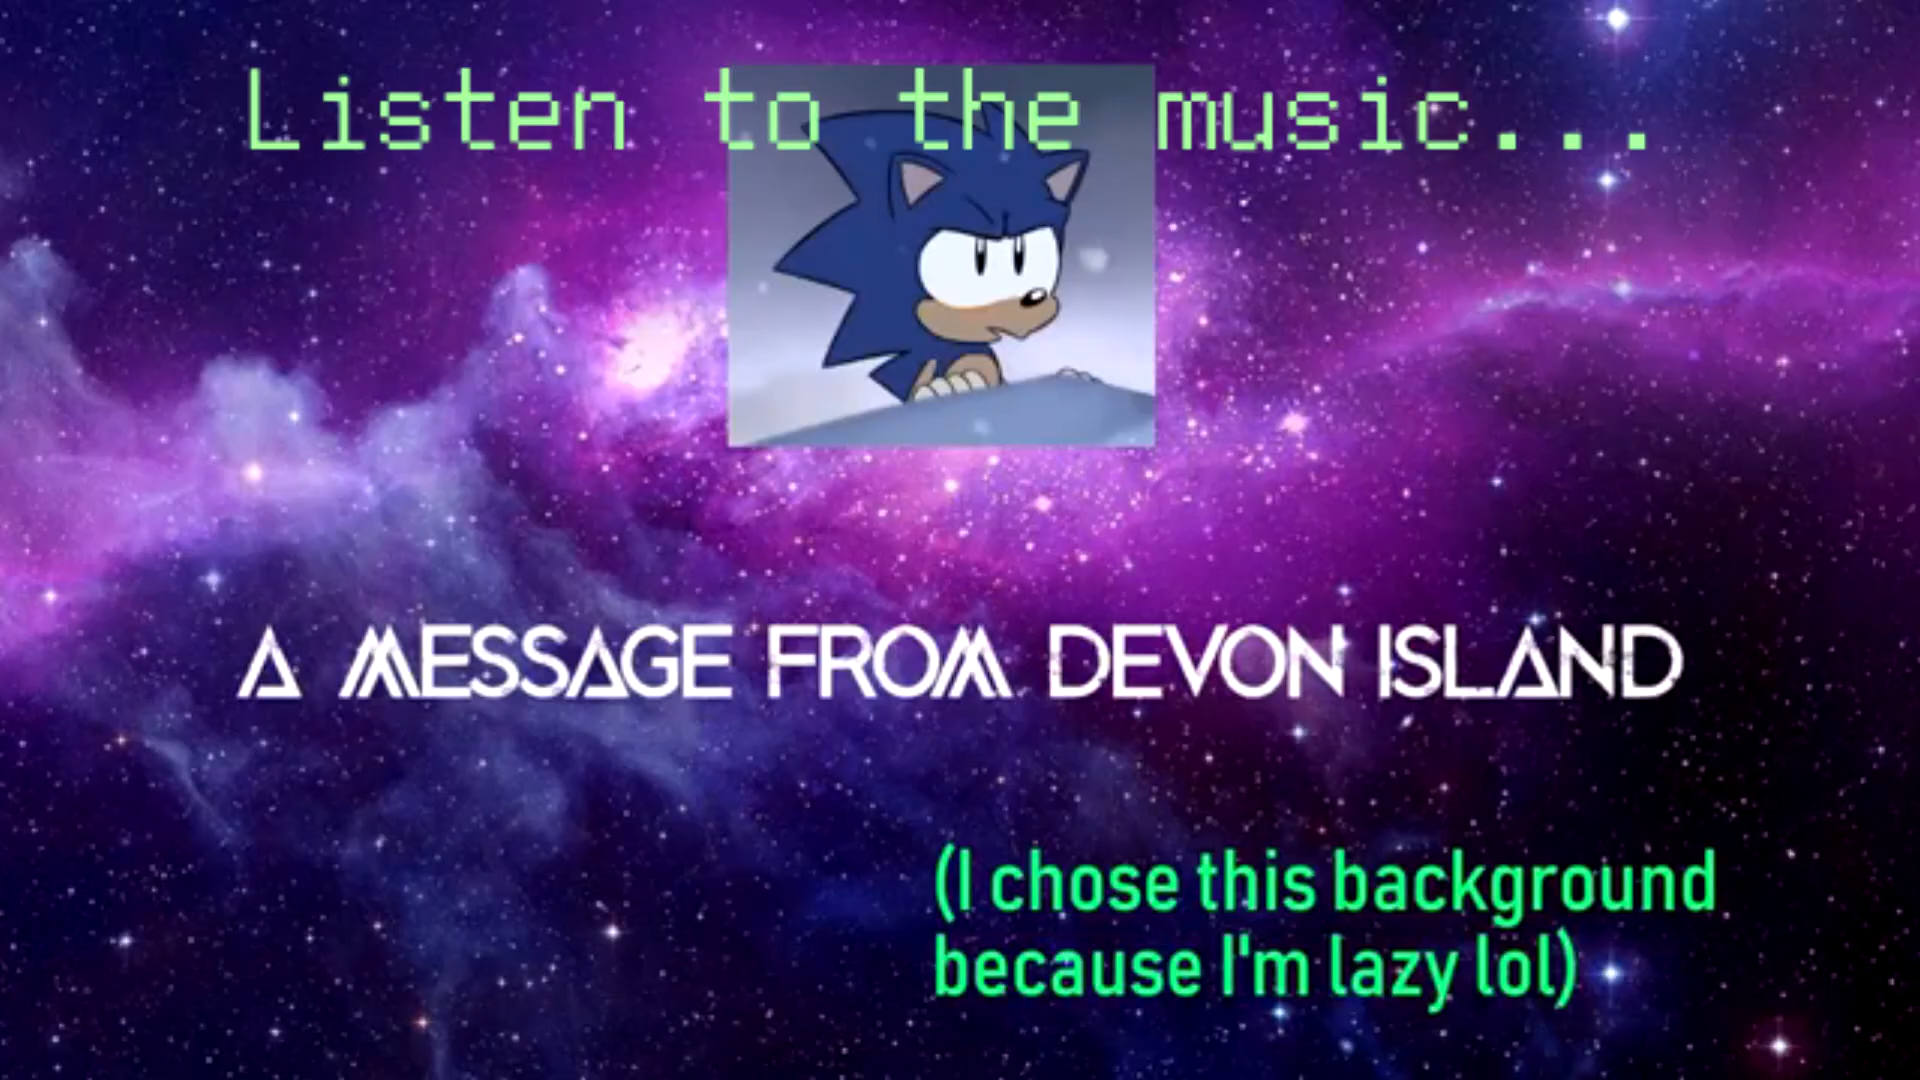 Listen to the music...
A MESSAGE FROM DEVON ISLAND
(I chose this background
because I'm lazy lol)